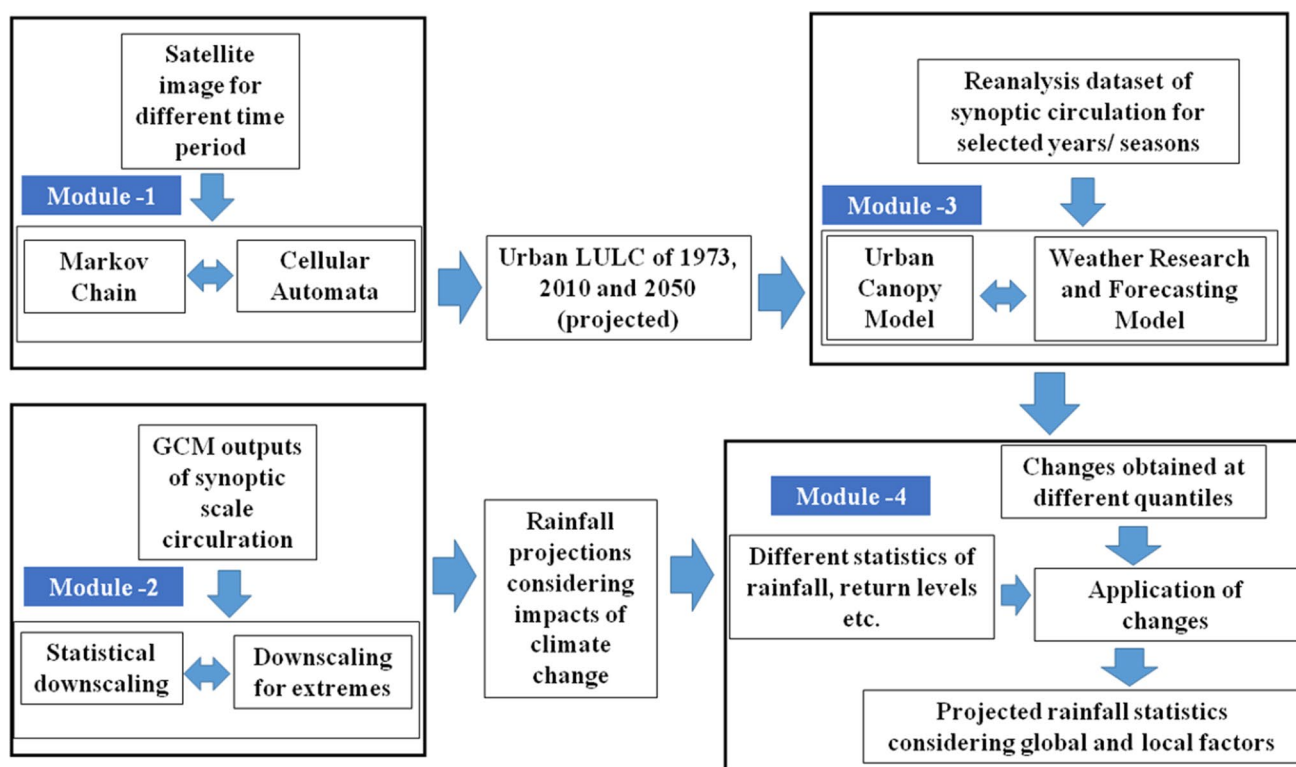 Satellite
image for
different time
period
Module -1
Markov
Chain
Cellular
Automata
Urban LULC of 1973,
2010 and 2050
(projected)
Reanalysis dataset of
synoptic circulation for
selected years/ seasons
Module -3
Urban
Canopy
Model
Weather Research
and Forecasting
Model
GCM outputs
of synoptic
scale
circulration
Module -2
Statistical
downscaling
Downscaling
for extremes
Rainfall
projections
considering
impacts of
climate
change
Module -4
Changes obtained at
different quantiles
Different statistics of
rainfall, return levels
etc.
Application of
changes
Projected rainfall statistics
considering global and local factors